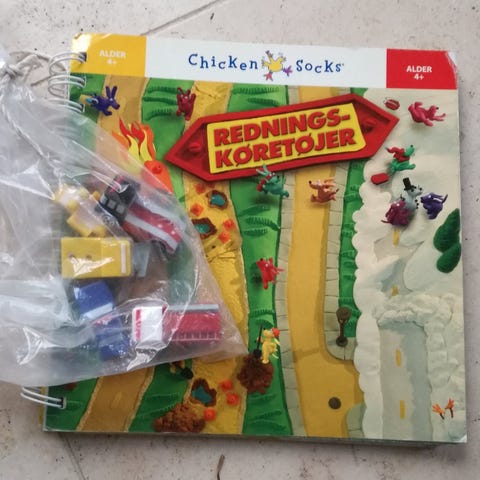 ALDER
4+
Chicken Socks®
ALDER
4+
REDNINGS-
KØRETØJER